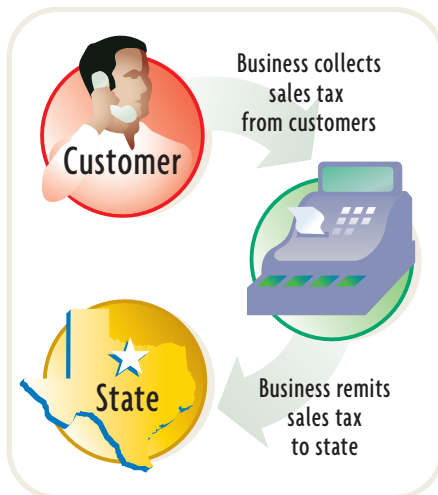 Business collects
sales tax
from customers
Customer
State
Business remits
sales tax
to state